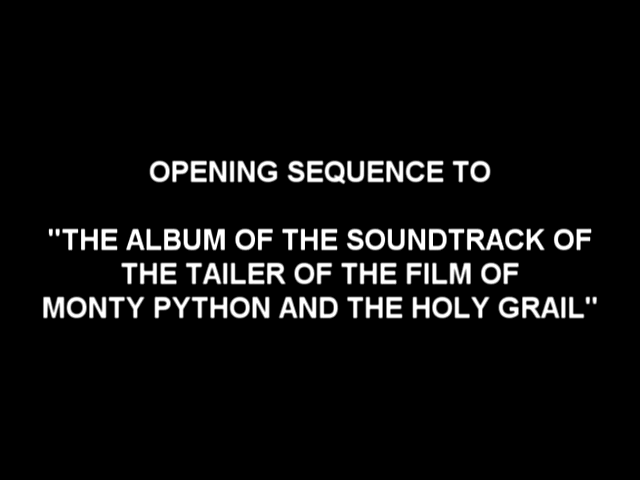 OPENING SEQUENCE TO
"THE ALBUM OF THE SOUNDTRACK OF
THE TAILER OF THE FILM OF
MONTY PYTHON AND THE HOLY GRAIL"